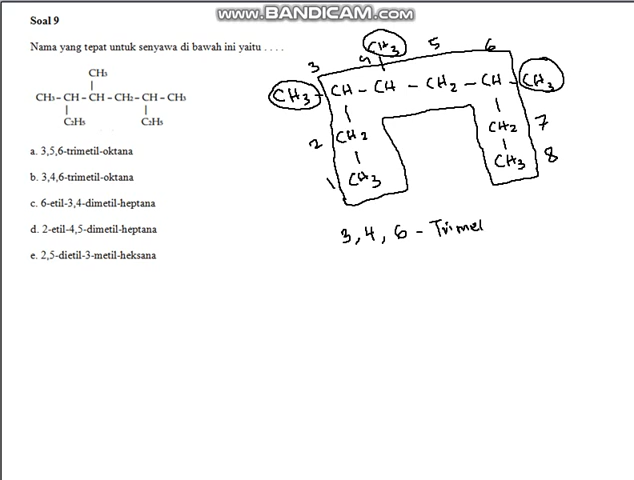 www.BANDICAM.com
Soal 9
Nama yang tepat untuk senyawa di bawah ini yaitu . . . .
CH₃
CH₃ – CH – CH – CH₂ – CH – CH₃
C₂H₅ C₂H₅
a. 3,5,6-trimetil-oktana
b. 3,4,6-trimetil-oktana
c. 6-etil-3,4-dimetil-heptana
d. 2-etil-4,5-dimetil-heptana
e. 2,5-dietil-3-metil-heksana
CH₃
3 4 5 6
CH₃ – CH – CH – CH₂ – CH – CH₃
2 CH₂ CH₂ 7
1 CH₃ CH₃ 8
3, 4, 6 – Trimel